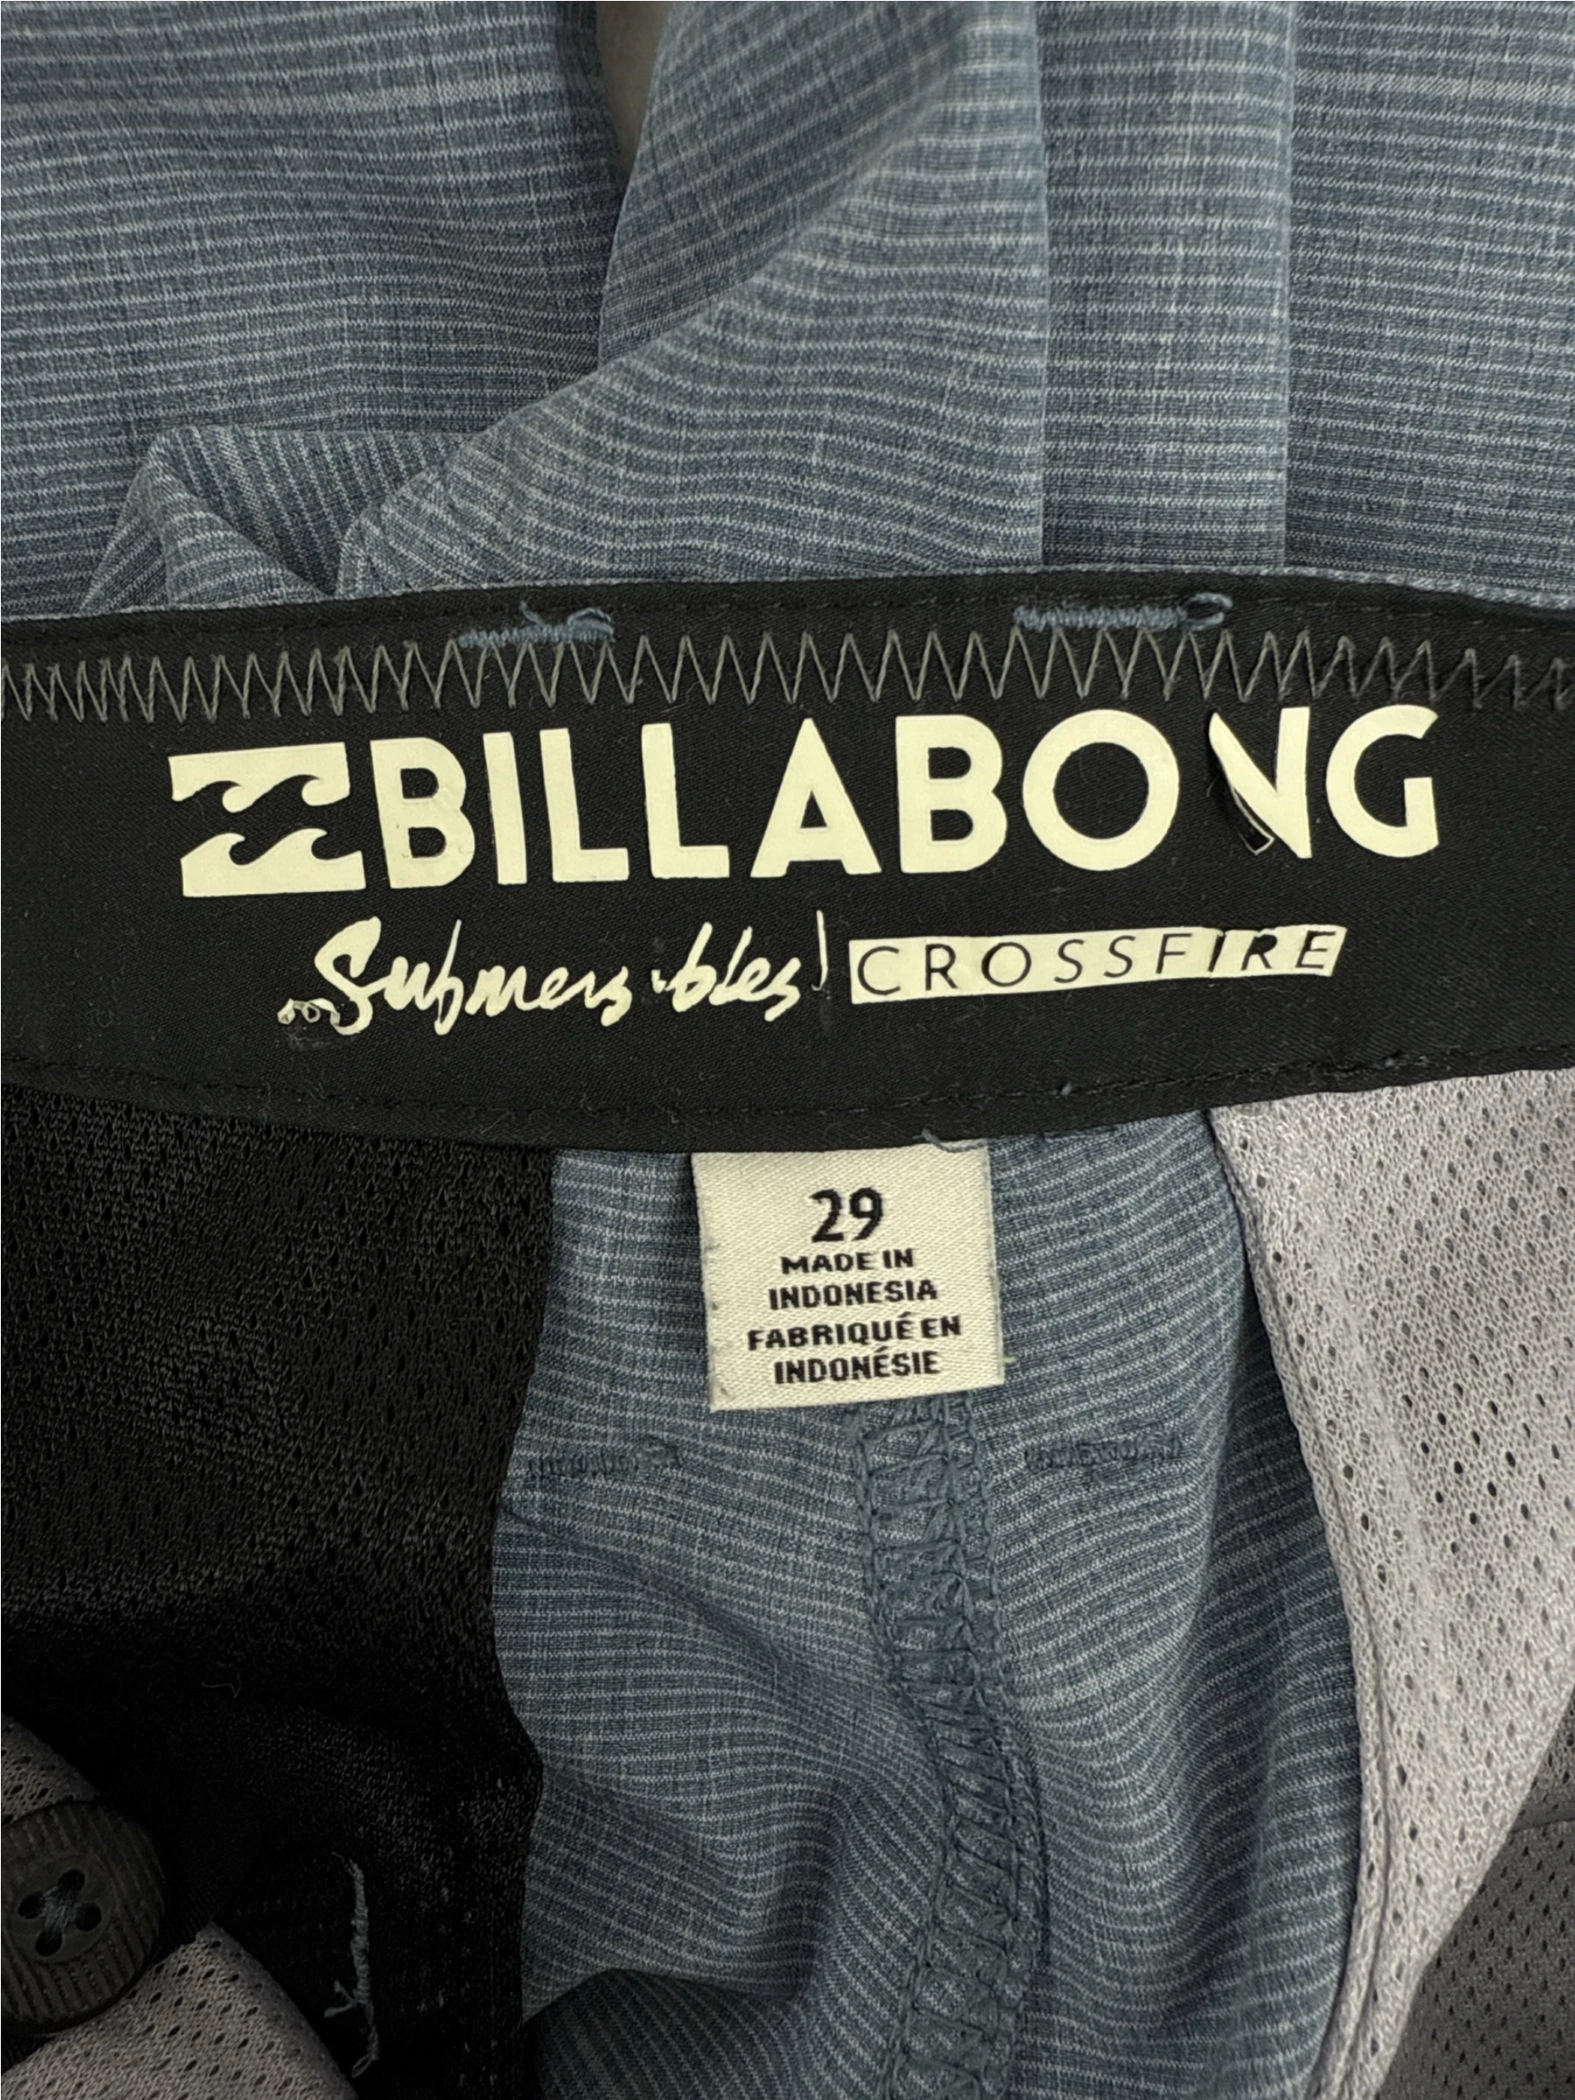 BILLABONG
Submersibles| CROSSFIRE
29
MADE IN
INDONESIA
FABRIQUÉ EN
INDONÉSIE